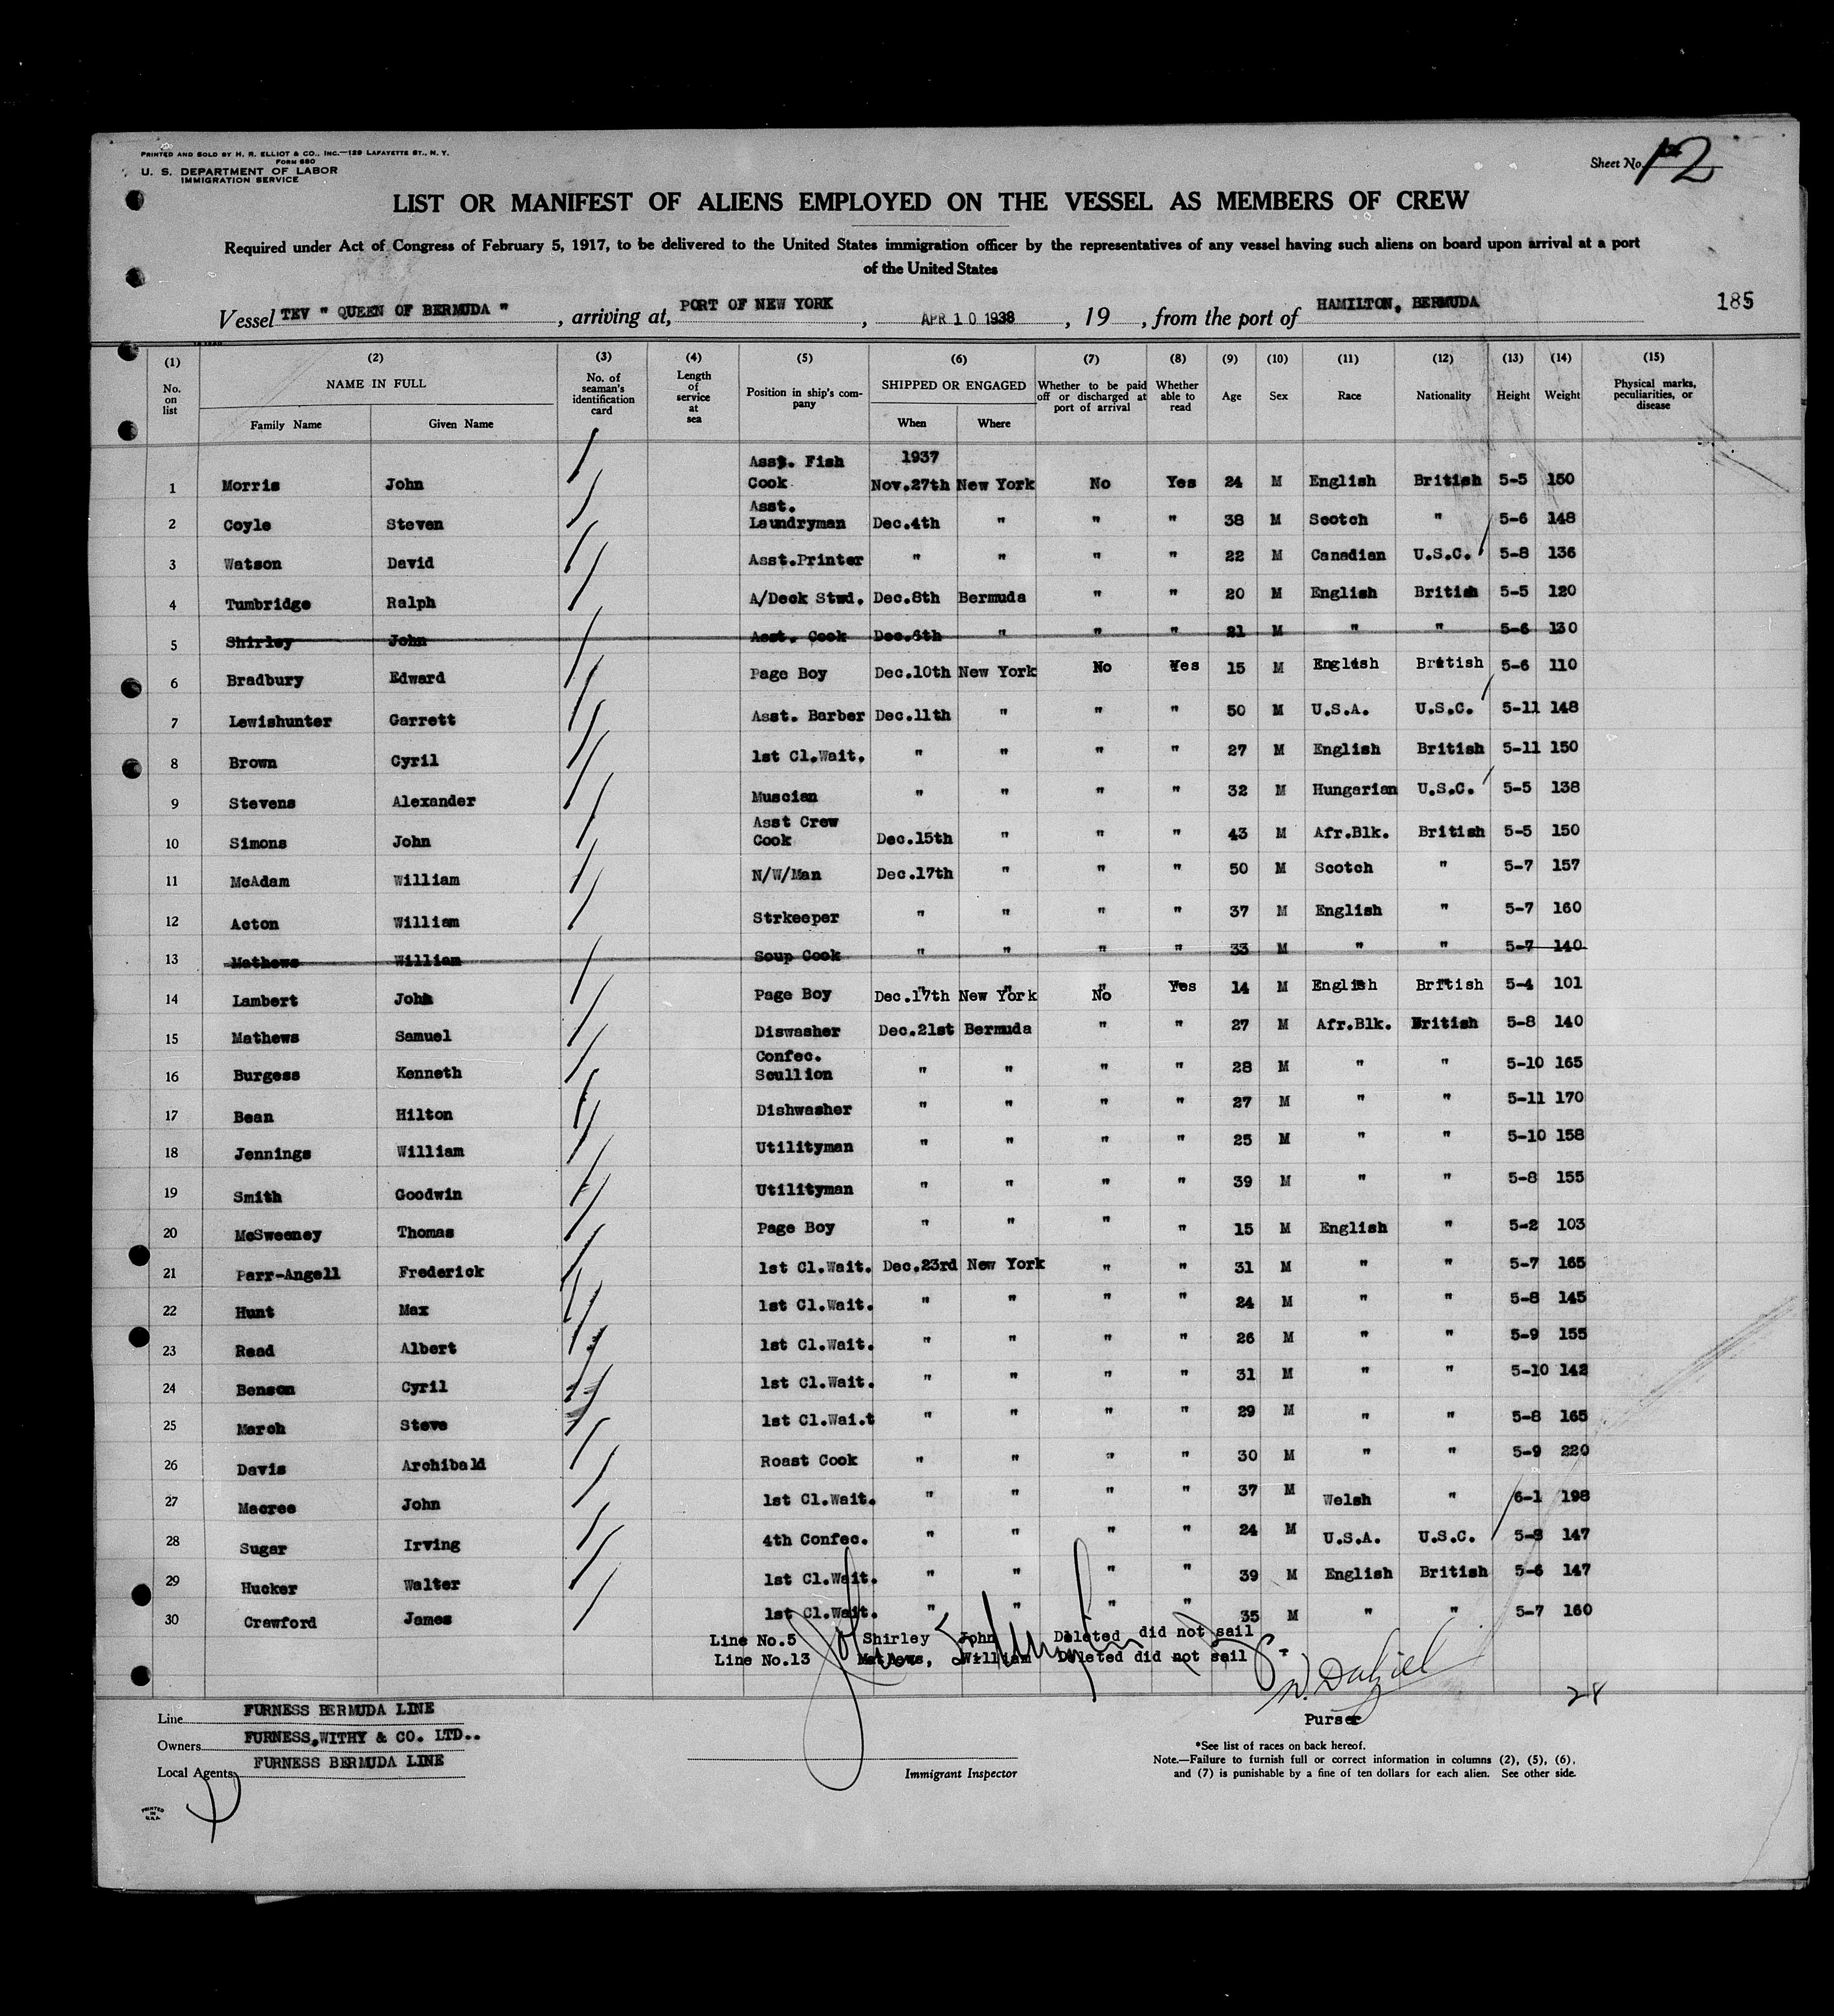 PRINTED AND SOLD BY H. R. ELLIOT & CO., INC.—129 LAFAYETTE ST., N. Y.
FORM 680
U. S. DEPARTMENT OF LABOR
IMMIGRATION SERVICE
Sheet No. 12
LIST OR MANIFEST OF ALIENS EMPLOYED ON THE VESSEL AS MEMBERS OF CREW
Required under Act of Congress of February 5, 1917, to be delivered to the United States immigration officer by the representatives of any vessel having such aliens on board upon arrival at a port
of the United States
Vessel TEV " QUEEN OF BERMUDA ", arriving at, PORT OF NEW YORK, APR 10 1938, 19 , from the port of HAMILTON, BERMUDA 185
(1) (2) (3) (4) (5) (6) (7) (8) (9) (10) (11) (12) (13) (14) (15)
No. on list NAME IN FULL Family Name Given Name No. of seaman's identification card Length of service at sea Position in ship's company SHIPPED OR ENGAGED When Where Whether to be paid off or discharged at port of arrival Whether able to read Age Sex Race Nationality Height Weight Physical marks, peculiarities, or disease
1 Morris John Asst. Fish Cook 1937 Nov.27th New York No Yes 24 M English British 5-5 150
2 Coyle Steven Asst. Laundryman Dec.4th " " " 38 M Scotch " 5-6 148
3 Watson David Asst.Printer " " " " 22 M Canadian U.S.C. 5-8 136
4 Tumbridge Ralph A/Deck Stwd. Dec.8th Bermuda " " 20 M English British 5-5 120
5 Shirley John Asst. Cook Dec.8th " " " 21 M " " 5-6 130
6 Bradbury Edward Page Boy Dec.10th New York No Yes 15 M English British 5-6 110
7 Lewishunter Garrett Asst. Barber Dec.11th " " " 50 M U.S.A. U.S.C. 5-11 148
8 Brown Cyril 1st Cl.Wait. " " " " 27 M English British 5-11 150
9 Stevens Alexander Muscian " " " " 32 M Hungarian U.S.C. 5-5 138
10 Simons John Asst Crew Cook Dec.15th " " " 43 M Afr.Blk. British 5-5 150
11 McAdam William N/W/Man Dec.17th " " " 50 M Scotch " 5-7 157
12 Acton William Strkeeper " " " " 37 M English " 5-7 160
13 Mathews William Soup Cook " " " " 33 M " " 5-7 140
14 Lambert John Page Boy Dec.17th New York No Yes 14 M English British 5-4 101
15 Mathews Samuel Diswasher Dec.21st Bermuda " " 27 M Afr.Blk. British 5-8 140
16 Burgess Kenneth Confec. Scullion " " " " 28 M " " 5-10 165
17 Bean Hilton Dishwasher " " " " 27 M " " 5-11 170
18 Jennings William Utilityman " " " " 25 M " " 5-10 158
19 Smith Goodwin Utilityman " " " " 39 M " " 5-8 155
20 McSweeney Thomas Page Boy " " " " 15 M English " 5-2 103
21 Parr-Angell Frederick 1st Cl.Wait. Dec.23rd New York " " 31 M " " 5-7 165
22 Hunt Max 1st Cl.Wait. " " " " 24 M " " 5-8 145
23 Read Albert 1st Cl.Wait. " " " " 26 M " " 5-9 155
24 Benson Cyril 1st Cl.Wait. " " " " 31 M " " 5-10 142
25 March Steve 1st Cl.Wai.t " " " " 29 M " " 5-8 165
26 Davis Archibald Roast Cook " " " " 30 M " " 5-9 220
27 Macree John 1st Cl.Wait. " " " " 37 M Welsh " 6-1 198
28 Sugar Irving 4th Confec. " " " " 24 M U.S.A. U.S.C. 5-8 147
29 Hucker Walter 1st Cl.Wait. " " " " 39 M English British 5-6 147
30 Crawford James 1st Cl.Wait. " " " " 35 M " " 5-7 160
Line No.5 Shirley John Deleted did not sail
Line No.13 Mathews, William Deleted did not sail
W. Dalziel
28
Purser
Line FURNESS BERMUDA LINE
Owners FURNESS,WITHY & CO. LTD..
Local Agents FURNESS BERMUDA LINE
Immigrant Inspector
*See list of races on back hereof.
Note.—Failure to furnish full or correct information in columns (2), (5), (6), and (7) is punishable by a fine of ten dollars for each alien. See other side.
PRINTED IN U.S.A.